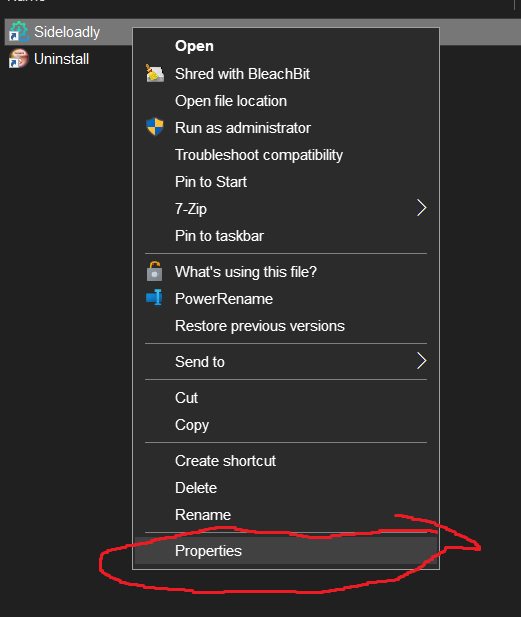 Sideloadly
Uninstall
Open
Shred with BleachBit
Open file location
Run as administrator
Troubleshoot compatibility
Pin to Start
7-Zip
Pin to taskbar
What's using this file?
PowerRename
Restore previous versions
Send to
Cut
Copy
Create shortcut
Delete
Rename
Properties